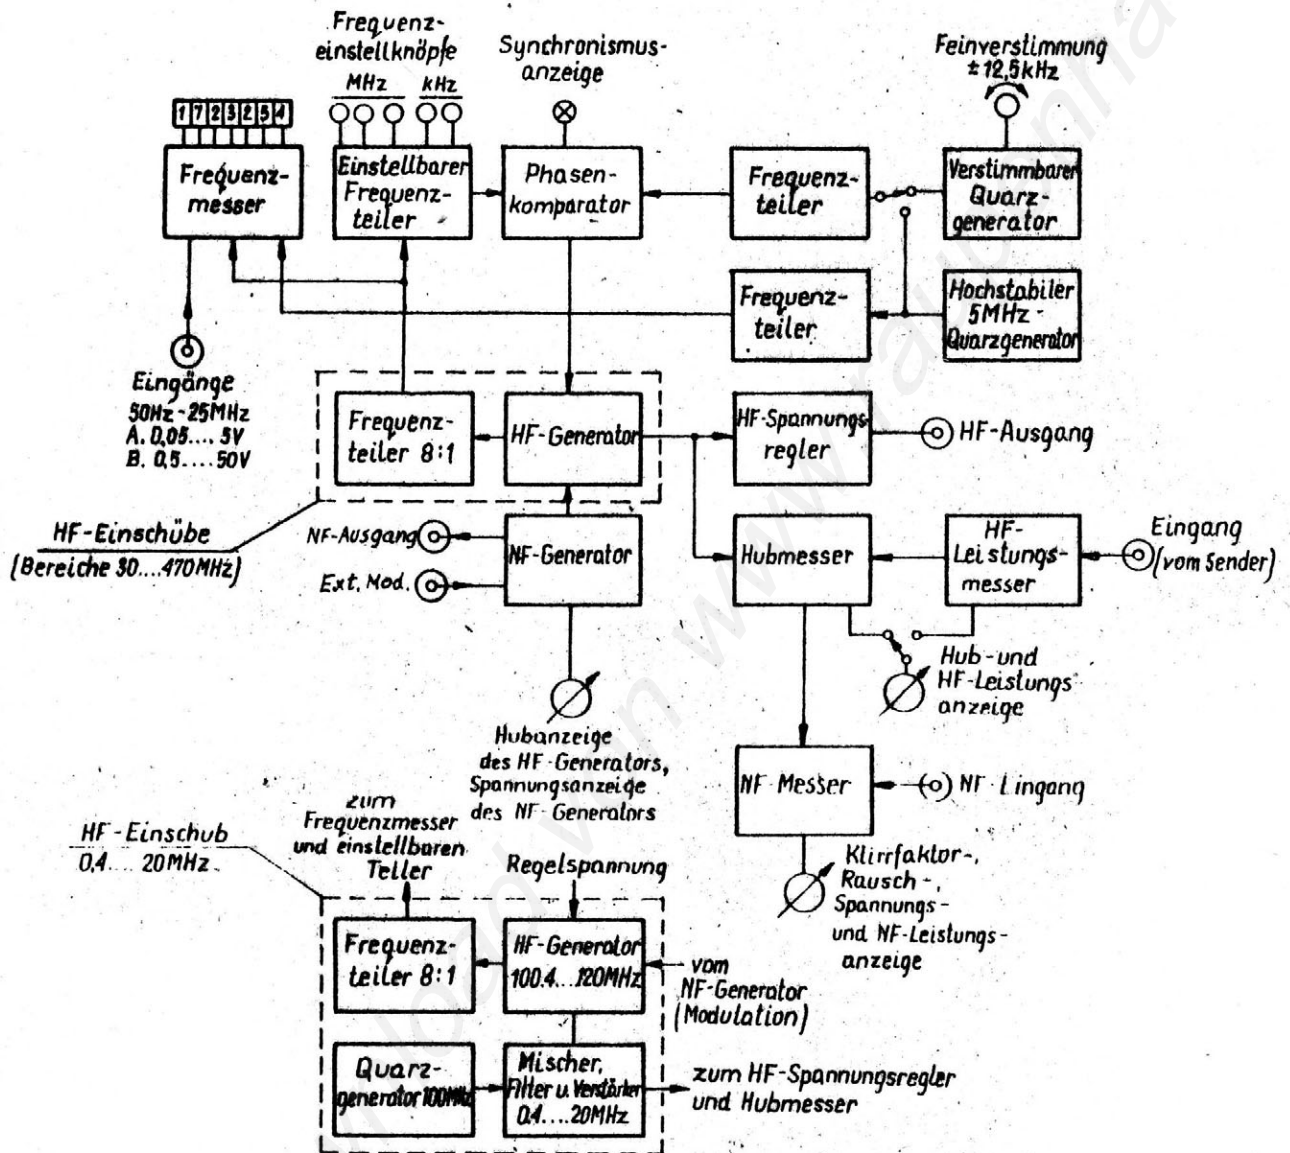 Frequenz-
einstellknöpfe
MHz kHz
Synchronismus-
anzeige
Feinverstimmung
± 12,5kHz
1 7 2 3 2 5 4
Frequenz-
messer
Einstellbarer
Frequenz-
teiler
Phasen-
komparator
Frequenz-
teiler
Verstimmbarer
Quarz-
generator
Frequenz-
teiler
Hochstabiler
5MHz-
Quarzgenerator
Eingänge
50Hz-25MHz
A. 0,05.... 5V
B. 0,5.....50V
Frequenz-
teiler 8:1
HF-Generator
HF-Spannungs-
regler
HF-Ausgang
HF-Einschübe
(Bereiche 30....470MHz)
NF-Ausgang
Ext. Mod.
NF-Generator
Hubmesser
HF-
Leistungs-
messer
Eingang
(vom Sender)
Hub- und
HF-Leistungs
anzeige
Hubanzeige
des HF-Generators,
Spannungsanzeige
des NF-Generators
NF-Messer
NF-Lingang
Klirrfaktor-,
Rausch-,
Spannungs-
und NF-Leistungs-
anzeige
HF-Einschub
0,4.... 20MHz
zum
Frequenzmesser
und einstellbaren
Teller
Regelspannung
Frequenz-
teiler 8:1
HF-Generator
100.4...120MHz
vom
NF-Generator
(Modulation)
Quarz-
generator 100MHz
Mischer,
Filter u. Verstärker
0.4....20MHz
zum HF-Spannungsregler
und Hubmesser